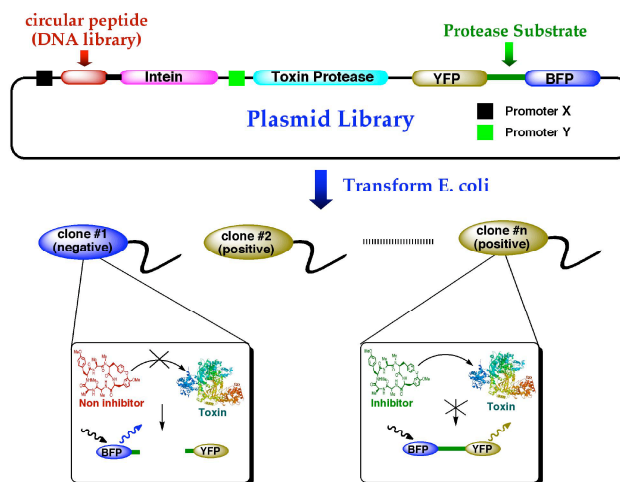 circular peptide
(DNA library)
Protease Substrate
Intein
Toxin Protease
YFP
BFP
Plasmid Library
Promoter X
Promoter Y
Transform E. coli
clone #1
(negative)
clone #2
(positive)
clone #n
(positive)
Non inhibitor
Toxin
BFP
YFP
Inhibitor
Toxin
BFP
YFP